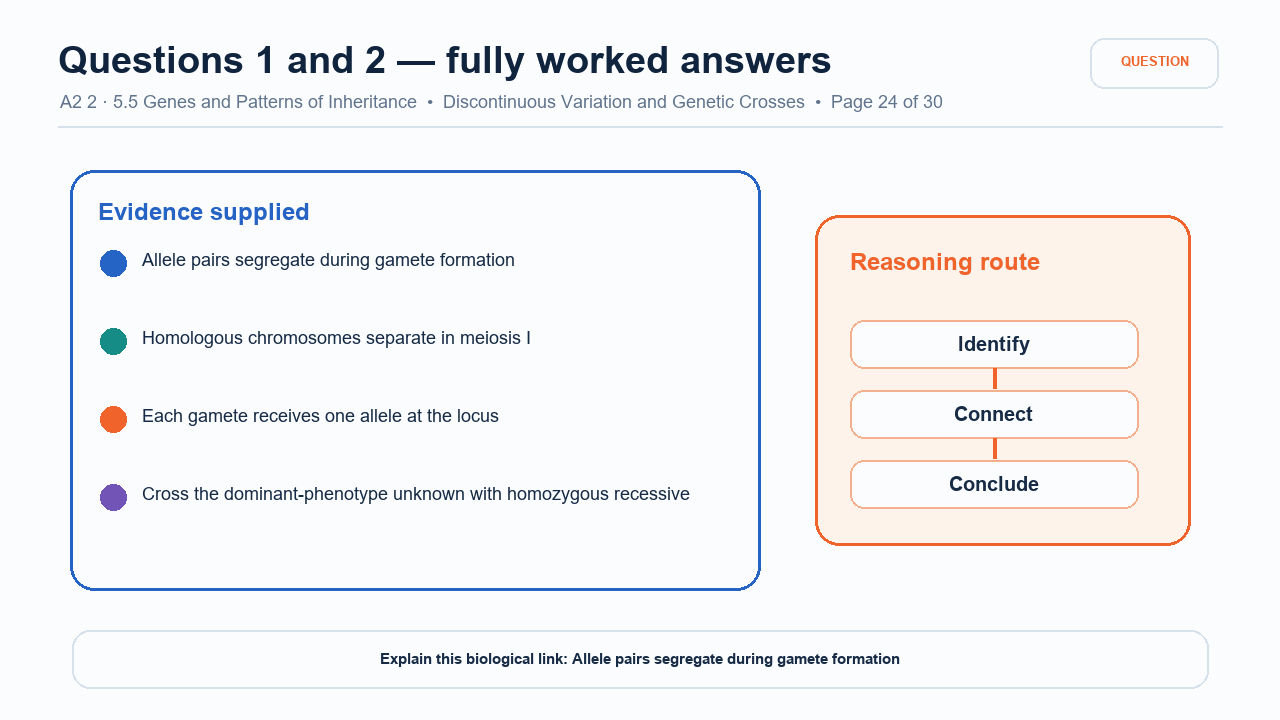 Questions 1 and 2 — fully worked answers
QUESTION
A2 2 · 5.5 Genes and Patterns of Inheritance • Discontinuous Variation and Genetic Crosses • Page 24 of 30
Evidence supplied
Allele pairs segregate during gamete formation
Homologous chromosomes separate in meiosis I
Each gamete receives one allele at the locus
Cross the dominant-phenotype unknown with homozygous recessive
Reasoning route
Identify
Connect
Conclude
Explain this biological link: Allele pairs segregate during gamete formation